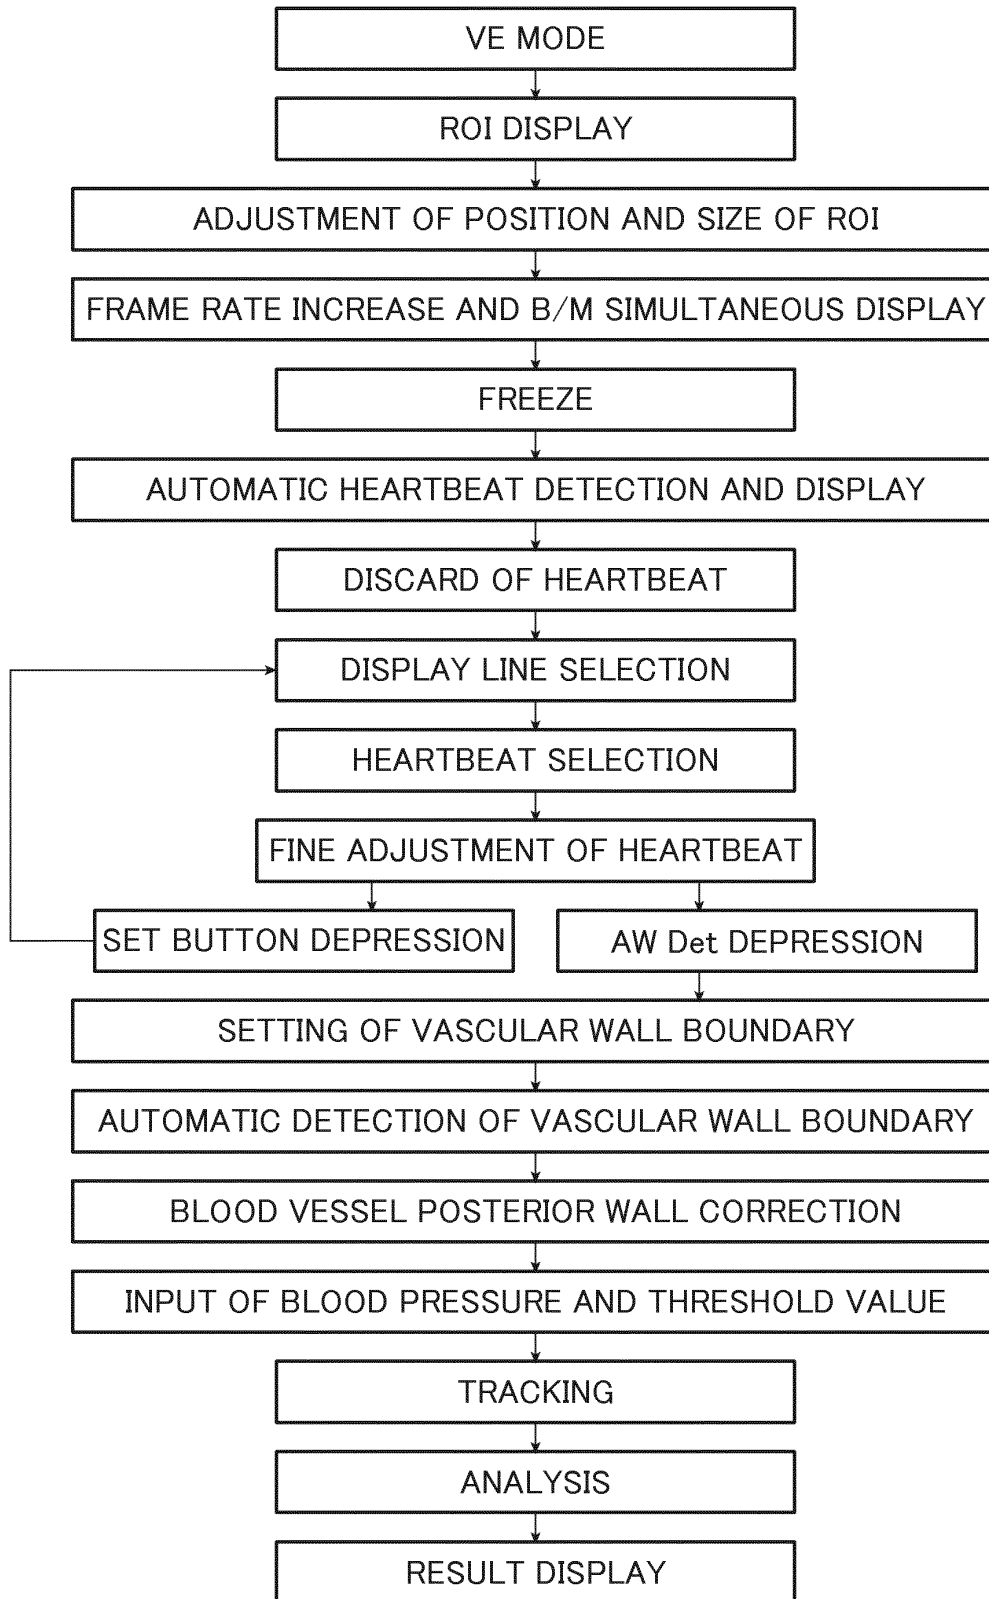 VE MODE
ROI DISPLAY
ADJUSTMENT OF POSITION AND SIZE OF ROI
FRAME RATE INCREASE AND B/M SIMULTANEOUS DISPLAY
FREEZE
AUTOMATIC HEARTBEAT DETECTION AND DISPLAY
DISCARD OF HEARTBEAT
DISPLAY LINE SELECTION
HEARTBEAT SELECTION
FINE ADJUSTMENT OF HEARTBEAT
SET BUTTON DEPRESSION
AW Det DEPRESSION
SETTING OF VASCULAR WALL BOUNDARY
AUTOMATIC DETECTION OF VASCULAR WALL BOUNDARY
BLOOD VESSEL POSTERIOR WALL CORRECTION
INPUT OF BLOOD PRESSURE AND THRESHOLD VALUE
TRACKING
ANALYSIS
RESULT DISPLAY